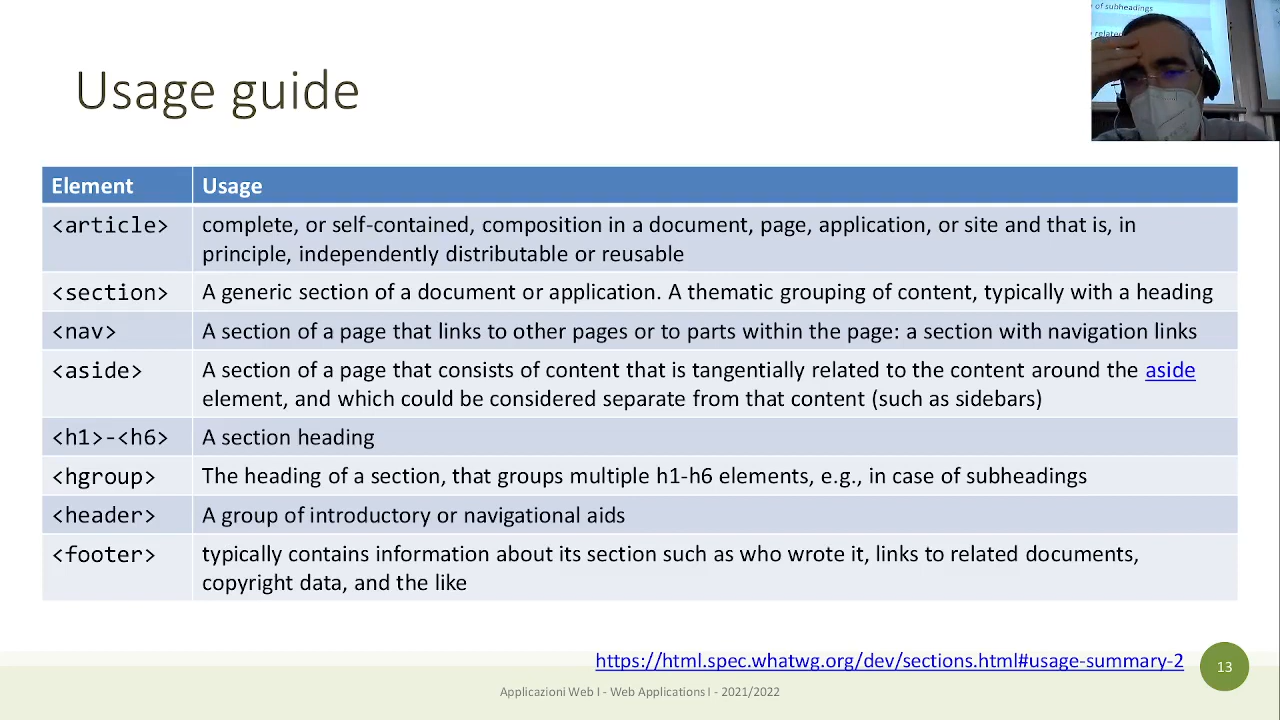 of subheadings
Usage guide
Element Usage
<article> complete, or self-contained, composition in a document, page, application, or site and that is, in
principle, independently distributable or reusable
<section> A generic section of a document or application. A thematic grouping of content, typically with a heading
<nav> A section of a page that links to other pages or to parts within the page: a section with navigation links
<aside> A section of a page that consists of content that is tangentially related to the content around the aside
element, and which could be considered separate from that content (such as sidebars)
<h1>-<h6> A section heading
<hgroup> The heading of a section, that groups multiple h1-h6 elements, e.g., in case of subheadings
<header> A group of introductory or navigational aids
<footer> typically contains information about its section such as who wrote it, links to related documents,
copyright data, and the like
https://html.spec.whatwg.org/dev/sections.html#usage-summary-2
13
Applicazioni Web I - Web Applications I - 2021/2022